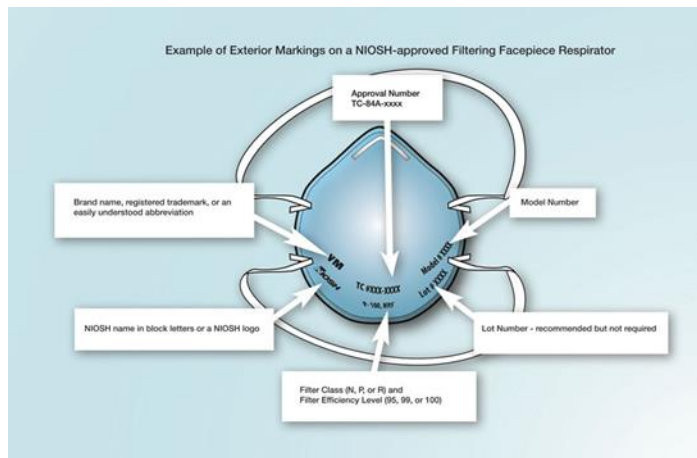 Example of Exterior Markings on a NIOSH-approved Filtering Facepiece Respirator
Approval Number
TC-84A-xxxx
Brand name, registered trademark, or an
easily understood abbreviation
Model Number
VM
NIOSH
TC #XXX-XXXX
Model # XXXX
Lot # XXXX
NIOSH name in block letters or a NIOSH logo
Lot Number - recommended but not required
Filter Class (N, P, or R) and
Filter Efficiency Level (95, 99, or 100)